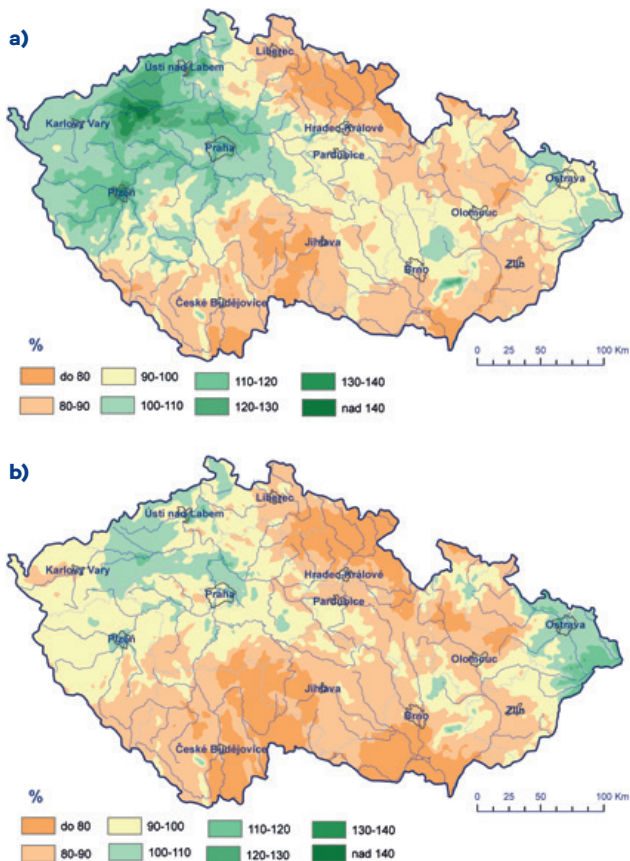 a)
Liberec
Ústí nad Labem
Karlovy Vary
Hradec Králové
Praha
Pardubice
Ostrava
Plzeň
Olomouc
Jihlava
Brno
Zlín
České Budějovice
%
do 80
90-100
110-120
130-140
80-90
100-110
120-130
nad 140
0 25 50 100 Km
b)
Liberec
Ústí nad Labem
Karlovy Vary
Hradec Králové
Praha
Pardubice
Ostrava
Plzeň
Olomouc
Jihlava
Brno
Zlín
České Budějovice
%
do 80
90-100
110-120
130-140
80-90
100-110
120-130
nad 140
0 25 50 100 Km